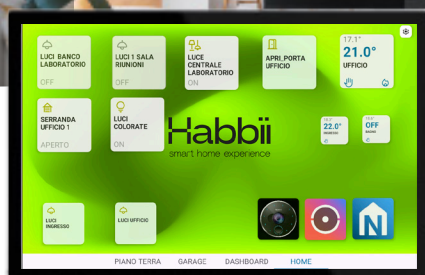 LUCI BANCO
LABORATORIO
OFF
LUCI 1 SALA
RIUNIONI
OFF
LUCE
CENTRALE
LABORATORIO
ON
APRI_PORTA
UFFICIO
17.1°
21.0°
UFFICIO
SERRANDA
UFFICIO 1
APERTO
LUCI
COLORATE
ON
Habbii
smart home experience
22.0°
OFF
BAGNO
LUCI
INGRESSO
LUCI UFFICIO
N
PIANO TERRA GARAGE DASHBOARD HOME